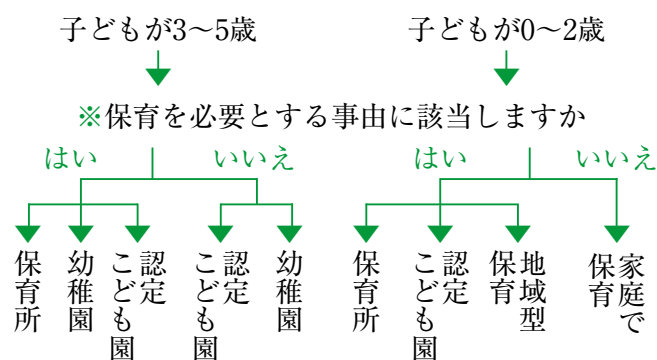 子どもが3〜5歳
子どもが0〜2歳
※保育を必要とする事由に該当しますか
はい
いいえ
はい
いいえ
保育所
幼稚園
認定
こども園
認定
こども園
幼稚園
保育所
認定
こども園
地域型
保育
家庭で
保育